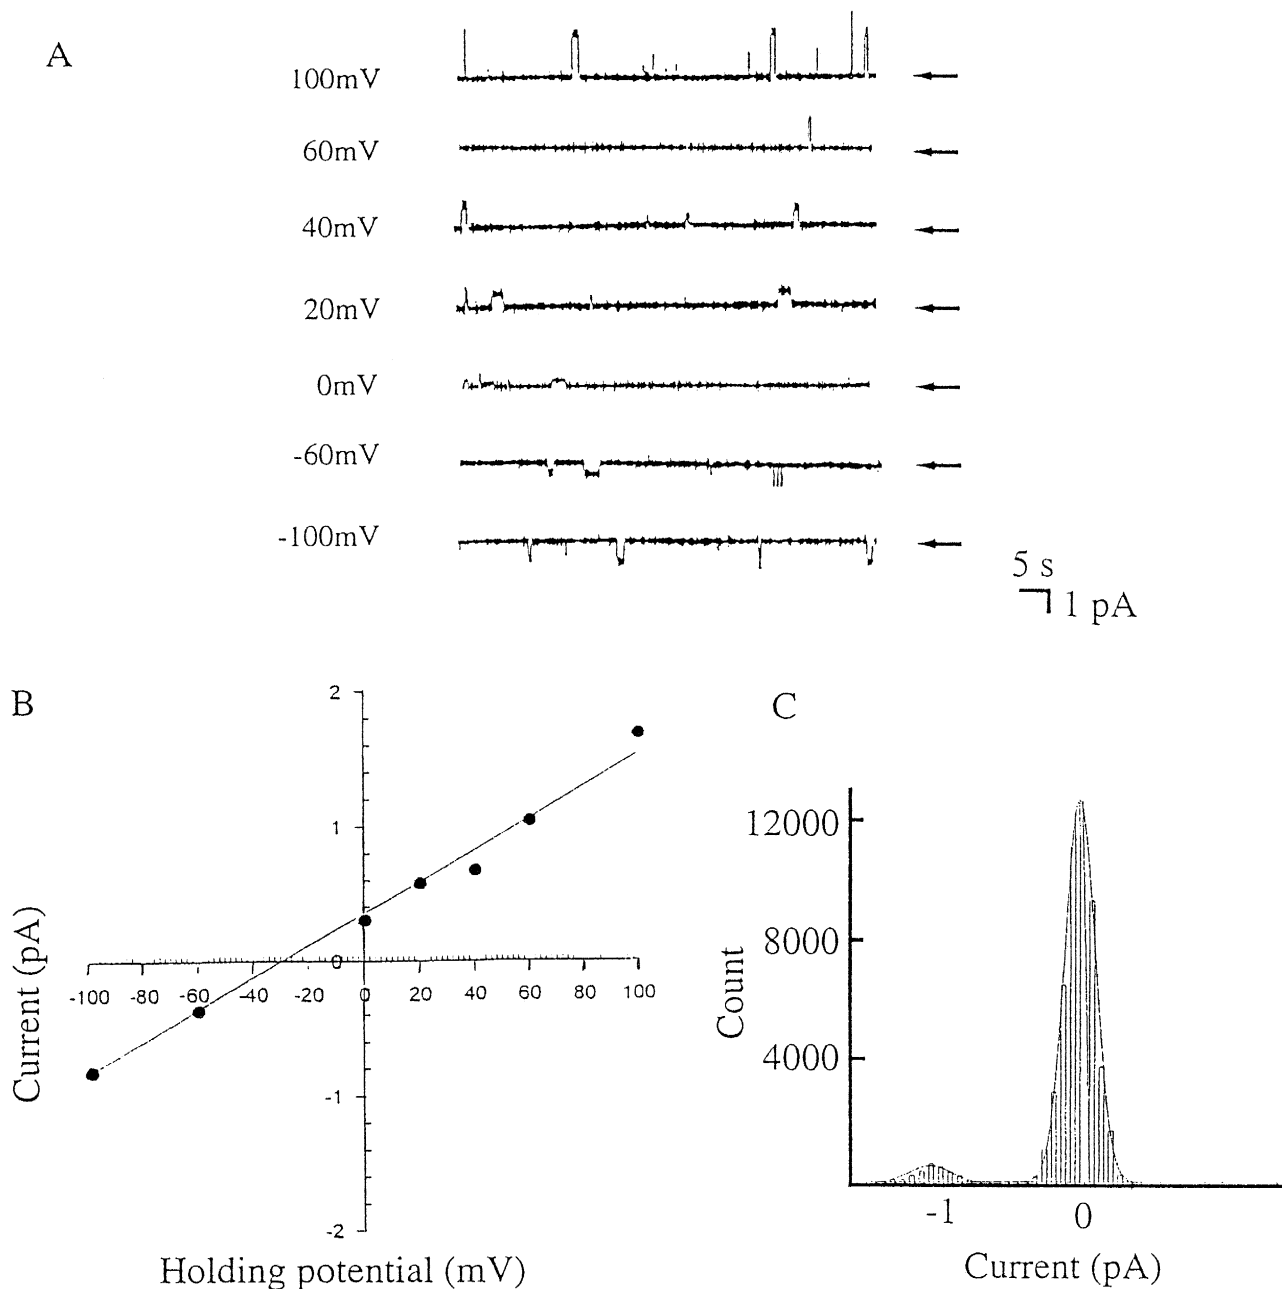 A
100mV
60mV
40mV
20mV
0mV
-60mV
-100mV
5 s
1 pA
B
2
1
0
-1
-2
-100 -80 -60 -40 -20 0 20 40 60 80 100
Current (pA)
Holding potential (mV)
C
12000
8000
4000
Count
-1 0
Current (pA)